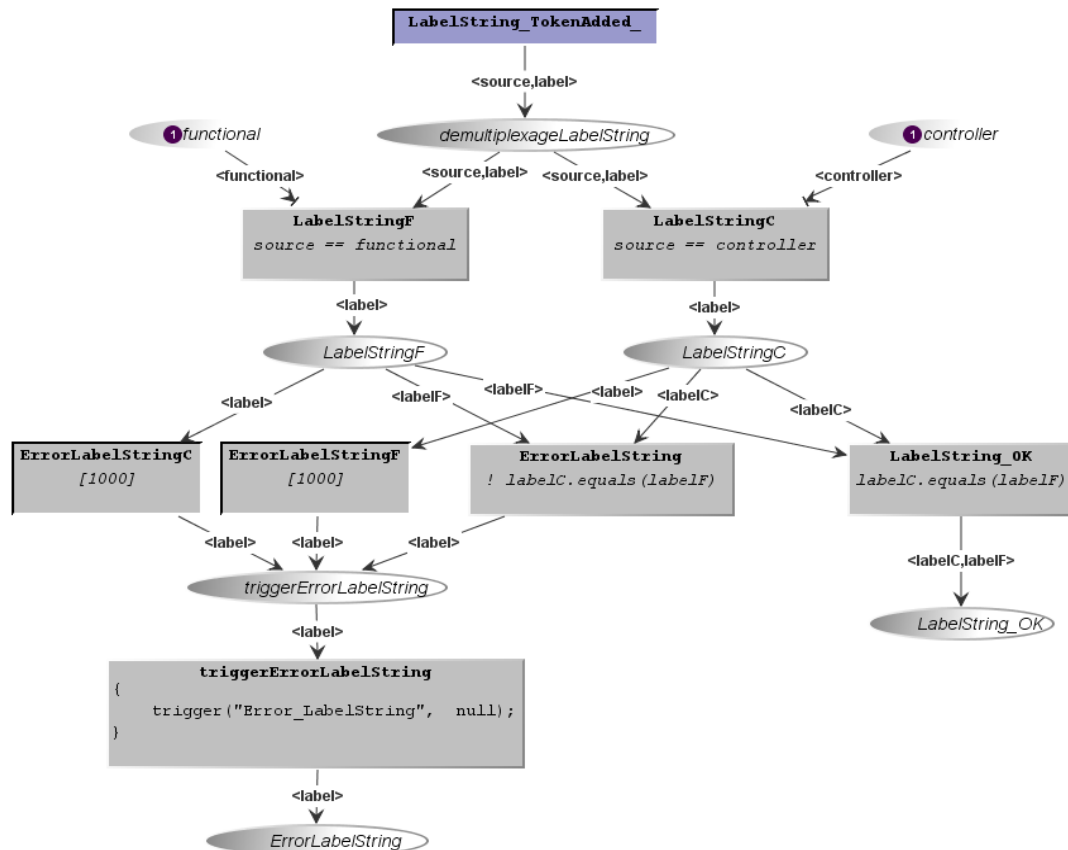 LabelString_TokenAdded_
<source,label>
1 functional
demultiplexageLabelString
1 controller
<functional>
<source,label>
<source,label>
<controller>
LabelStringF
source == functional
LabelStringC
source == controller
<label>
<label>
LabelStringF
LabelStringC
<label>
<labelF>
<labelF>
<label>
<labelC>
<labelC>
ErrorLabelStringC
[1000]
ErrorLabelStringF
[1000]
ErrorLabelString
! labelC.equals(labelF)
LabelString_OK
labelC.equals(labelF)
<label>
<label>
<label>
<labelC,labelF>
triggerErrorLabelString
LabelString_OK
<label>
triggerErrorLabelString
{
trigger("Error_LabelString", null);
}
<label>
ErrorLabelString